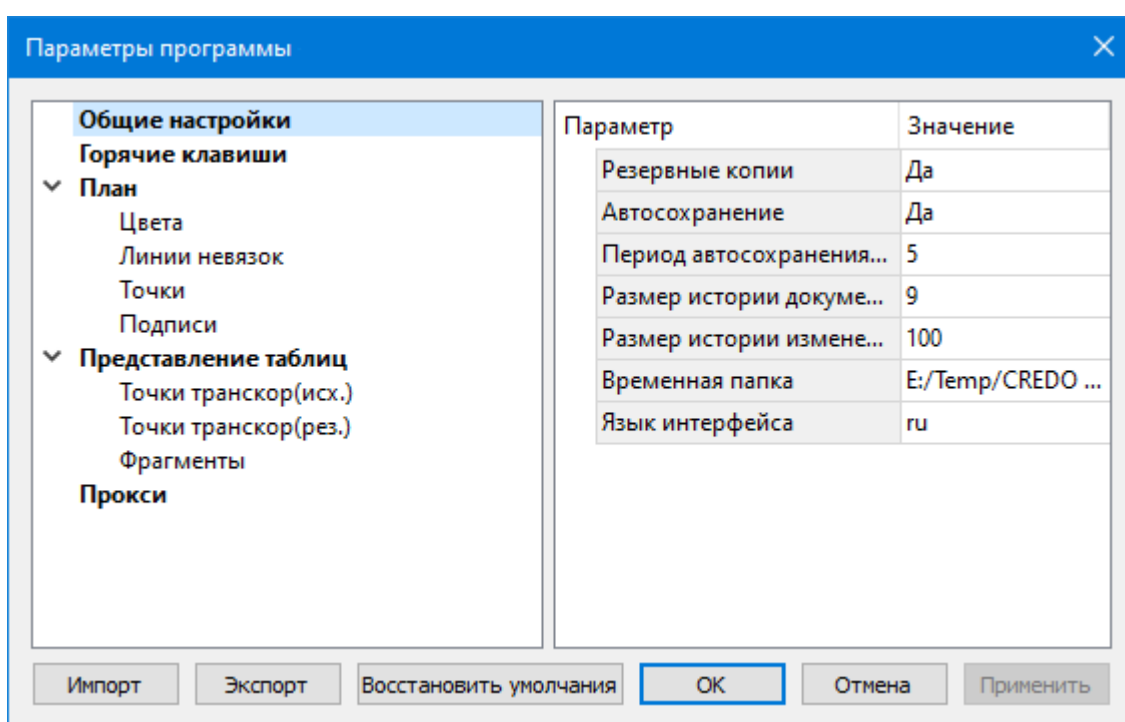 Параметры программы
Общие настройки
Горячие клавиши
План
Цвета
Линии невязок
Точки
Подписи
Представление таблиц
Точки транскор(исх.)
Точки транскор(рез.)
Фрагменты
Прокси
Параметр Значение
Резервные копии Да
Автосохранение Да
Период автосохранения... 5
Размер истории докуме... 9
Размер истории измене... 100
Временная папка E:/Temp/CREDO ...
Язык интерфейса ru
Импорт Экспорт Восстановить умолчания OK Отмена Применить